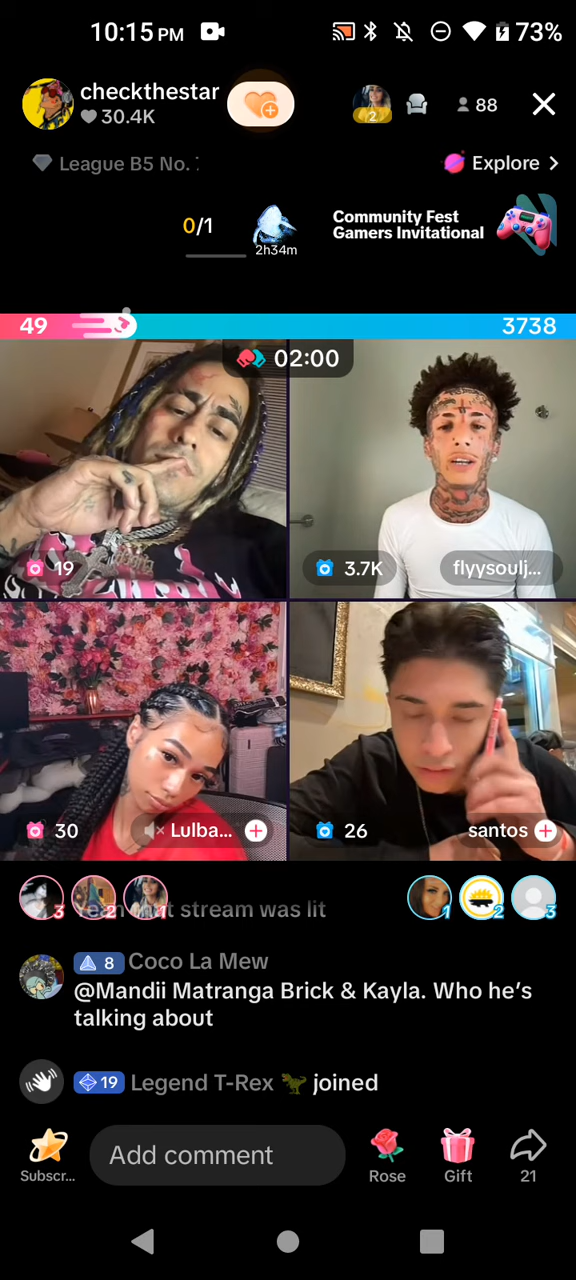 10:15 PM
73%
checkthestar
30.4K
2
88
League B5 No.
Explore >
0/1
2h34m
Community Fest
Gamers Invitational
49
3738
02:00
19
3.7K
flyysoulj...
30
Lulba...
26
santos
3
2
1
1
2
3
Yeah that stream was lit
8 Coco La Mew
@Mandii Matranga Brick & Kayla. Who he's
talking about
19 Legend T-Rex 🦖 joined
Subscr...
Add comment
Rose
Gift
21